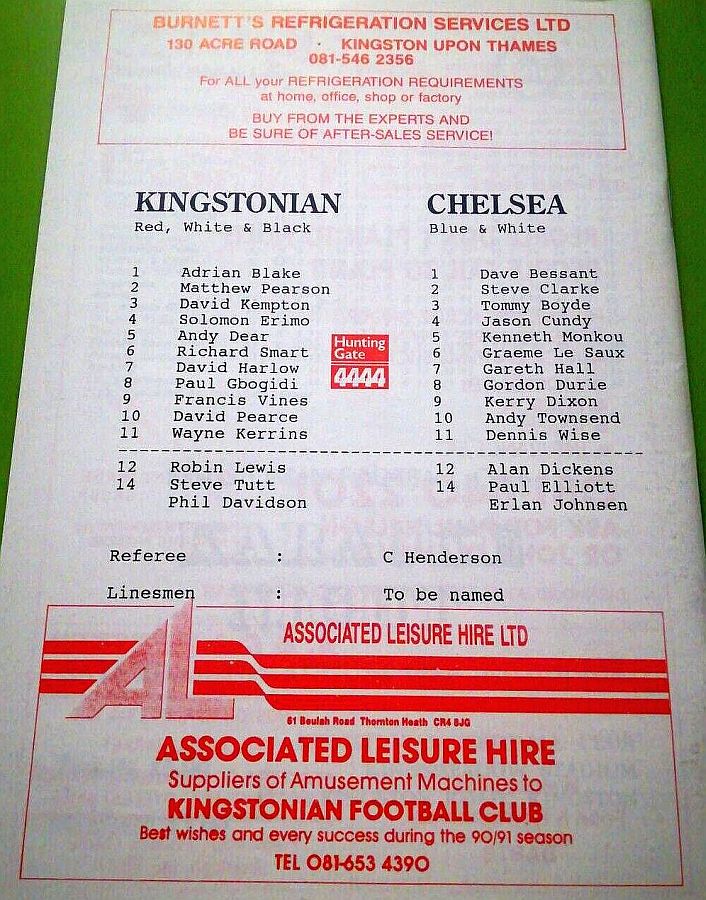 BURNETT'S REFRIGERATION SERVICES LTD
130 ACRE ROAD · KINGSTON UPON THAMES
081-546 2356
For ALL your REFRIGERATION REQUIREMENTS
at home, office, shop or factory
BUY FROM THE EXPERTS AND
BE SURE OF AFTER-SALES SERVICE!
KINGSTONIAN
Red, White & Black
1 Adrian Blake
2 Matthew Pearson
3 David Kempton
4 Solomon Erimo
5 Andy Dear
6 Richard Smart
7 David Harlow
8 Paul Gbogidi
9 Francis Vines
10 David Pearce
11 Wayne Kerrins
12 Robin Lewis
14 Steve Tutt
Phil Davidson
Hunting
Gate
4444
CHELSEA
Blue & White
1 Dave Bessant
2 Steve Clarke
3 Tommy Boyde
4 Jason Cundy
5 Kenneth Monkou
6 Graeme Le Saux
7 Gareth Hall
8 Gordon Durie
9 Kerry Dixon
10 Andy Townsend
11 Dennis Wise
12 Alan Dickens
14 Paul Elliott
Erlan Johnsen
Referee : C Henderson
Linesmen : To be named
AL
ASSOCIATED LEISURE HIRE LTD
61 Beulah Road Thornton Heath CR4 8JG
ASSOCIATED LEISURE HIRE
Suppliers of Amusement Machines to
KINGSTONIAN FOOTBALL CLUB
Best wishes and every success during the 90/91 season
TEL 081-653 4390